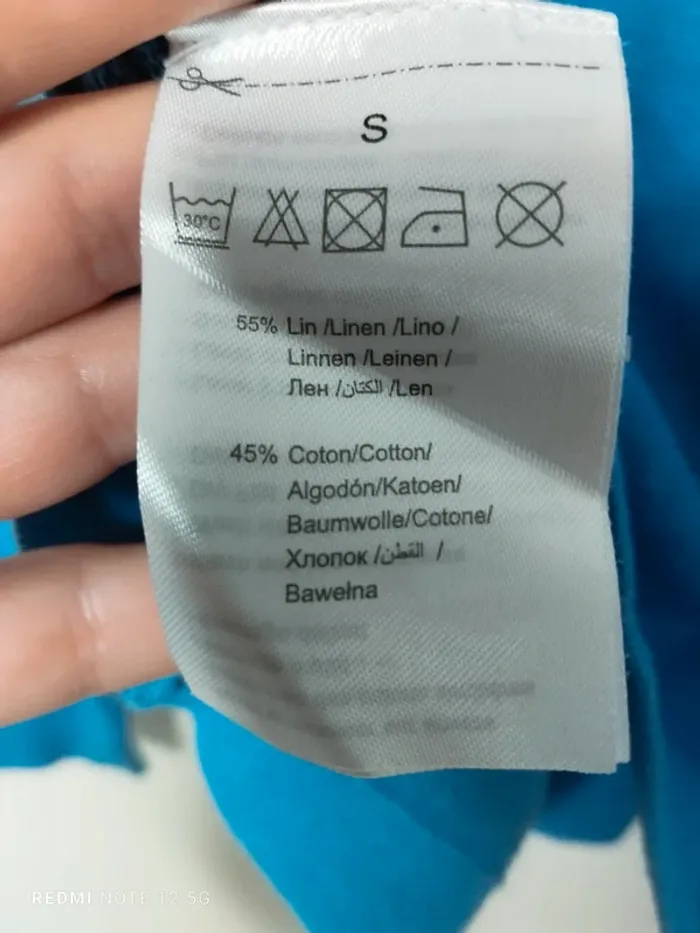 S
30°C
55% Lin /Linen /Lino /
Linnen /Leinen /
Лен /الكتان /Len
45% Coton/Cotton/
Algodón/Katoen/
Baumwolle/Cotone/
Хлопок /القطن /
Bawełna
REDMI NOTE 12 5G